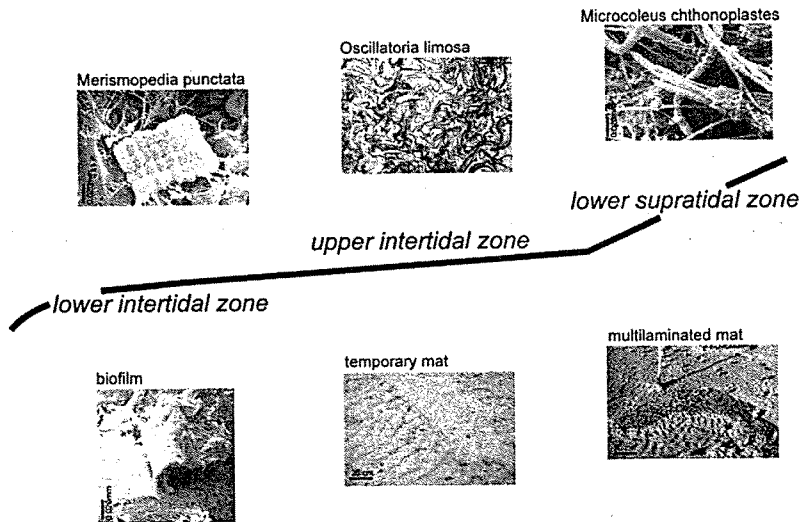 Microcoleus chthonoplastes
Oscillatoria limosa
Merismopedia punctata
lower supratidal zone
upper intertidal zone
lower intertidal zone
multilaminated mat
temporary mat
biofilm